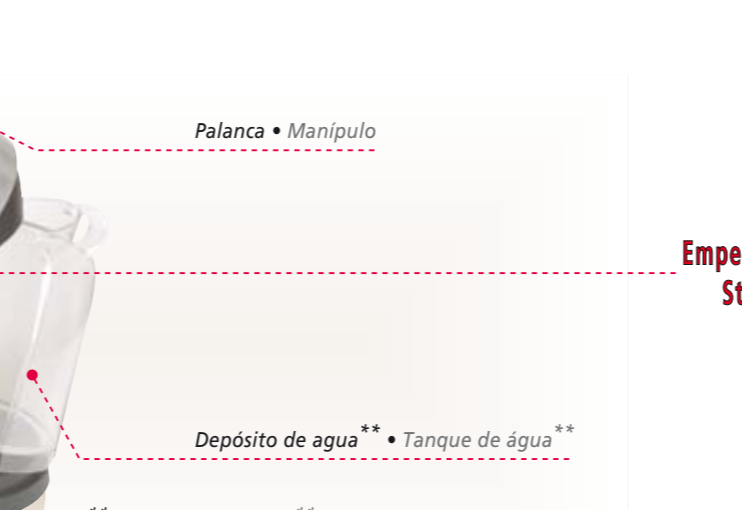 Palanca • Manípulo
Depósito de agua** • Tanque de água**